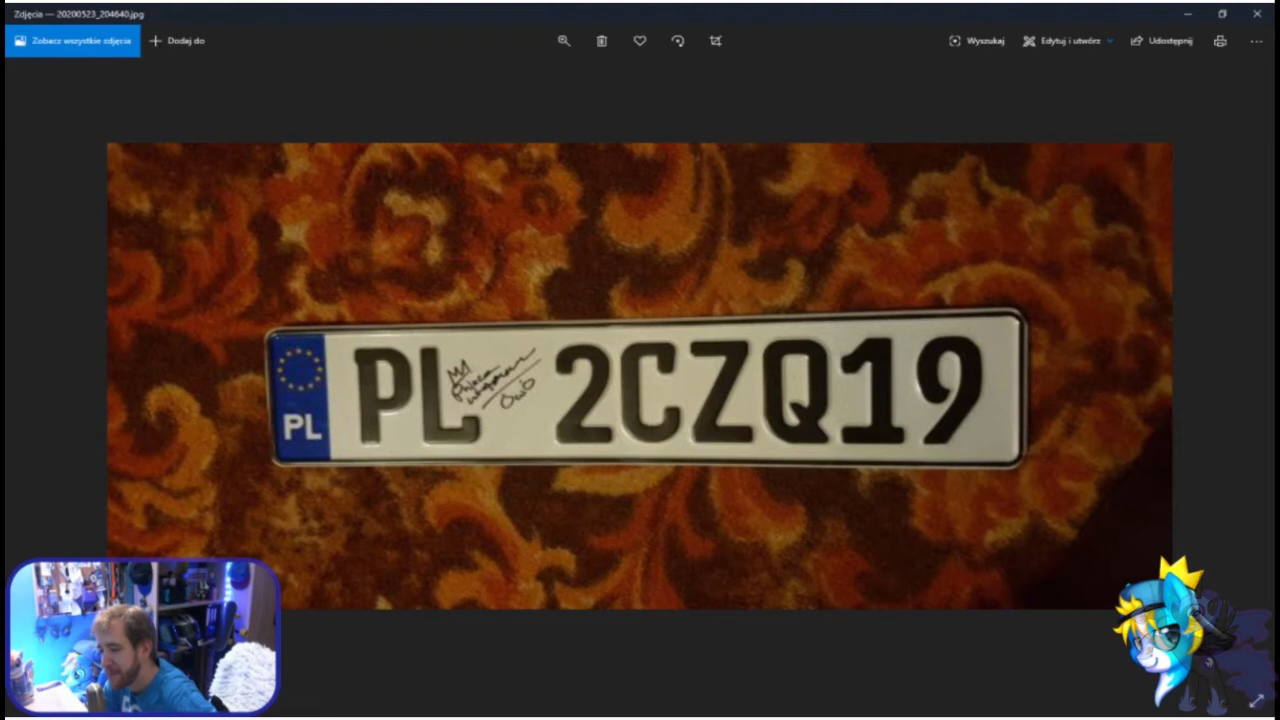 Zdjęcia — 20200523_204640.jpg
Zobacz wszystkie zdjęcia
Dodaj do
Wyszukaj
Edytuj i utwórz
Udostępnij
PL
PL 2CZQ19
OwO